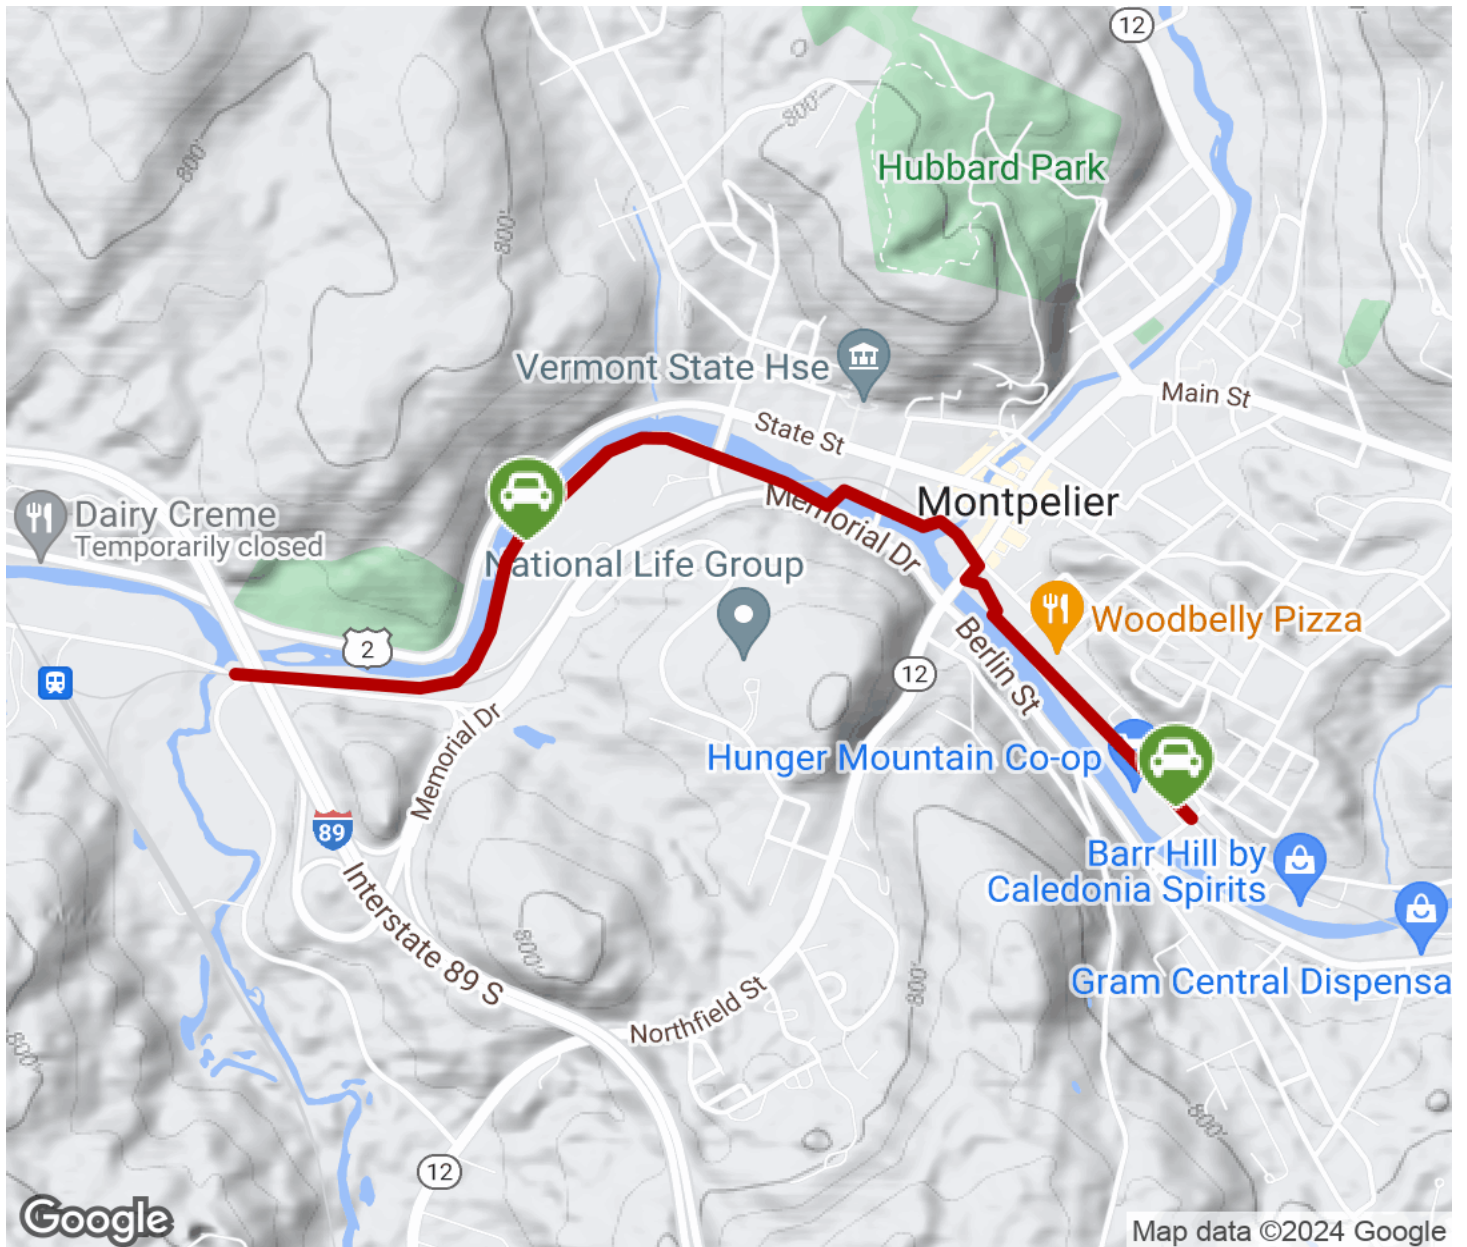 12
800'
800'
Hubbard Park
800'
Vermont State Hse
Main St
State St
Montpelier
Memorial Dr
Dairy Creme
Temporarily closed
National Life Group
Woodbelly Pizza
2
12
Berlin St
Memorial Dr
Hunger Mountain Co-op
89
Barr Hill by
Caledonia Spirits
Interstate 89 S
800'
800'
Gram Central Dispensa
Northfield St
800'
800'
12
Google
Map data ©2024 Google